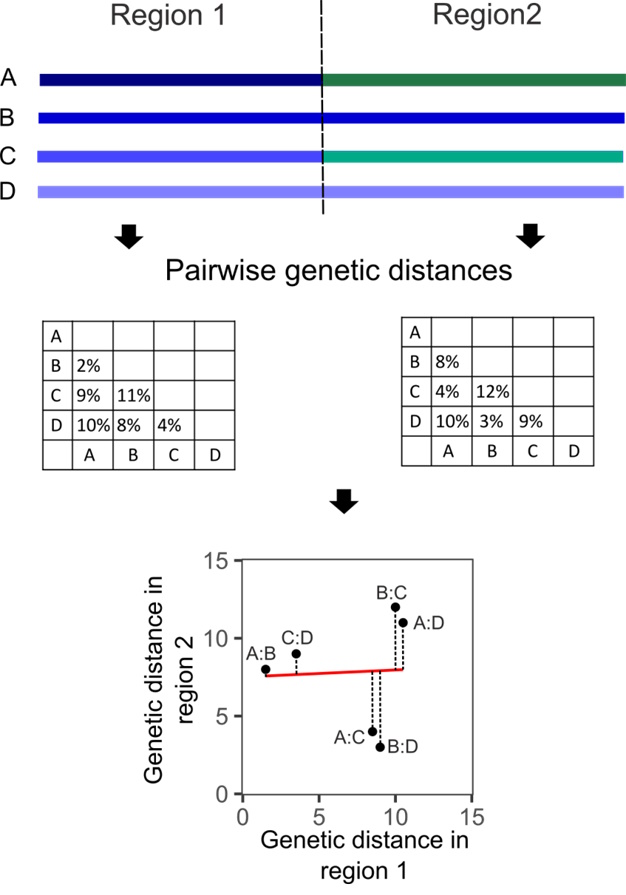 Region 1 Region2
A
B
C
D
Pairwise genetic distances
A
B 2%
C 9% 11%
D 10% 8% 4%
A B C D
A
B 8%
C 4% 12%
D 10% 3% 9%
A B C D
15
10
5
0
0 5 10 15
Genetic distance in
region 2
B:C
A:D
C:D
A:B
A:C
B:D
Genetic distance in
region 1